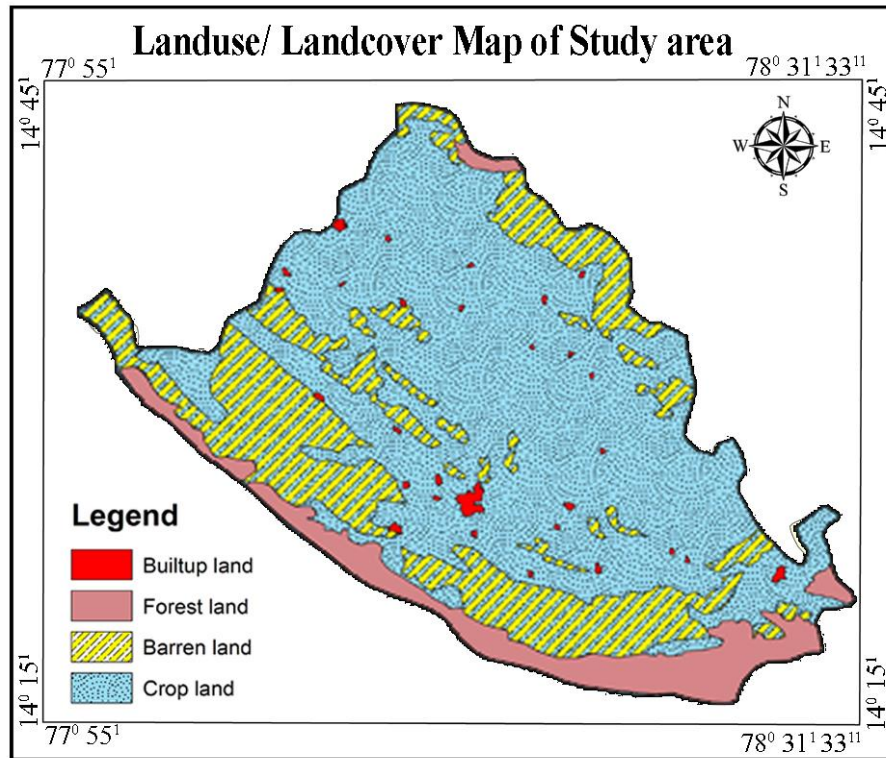 Landuse/ Landcover Map of Study area
77⁰ 55¹
78⁰ 31¹ 33¹¹
14⁰ 45¹
14⁰ 45¹
N
W E
S
Legend
Builtup land
Forest land
Barren land
Crop land
14⁰ 15¹
14⁰ 15¹
77⁰ 55¹
78⁰ 31¹ 33¹¹